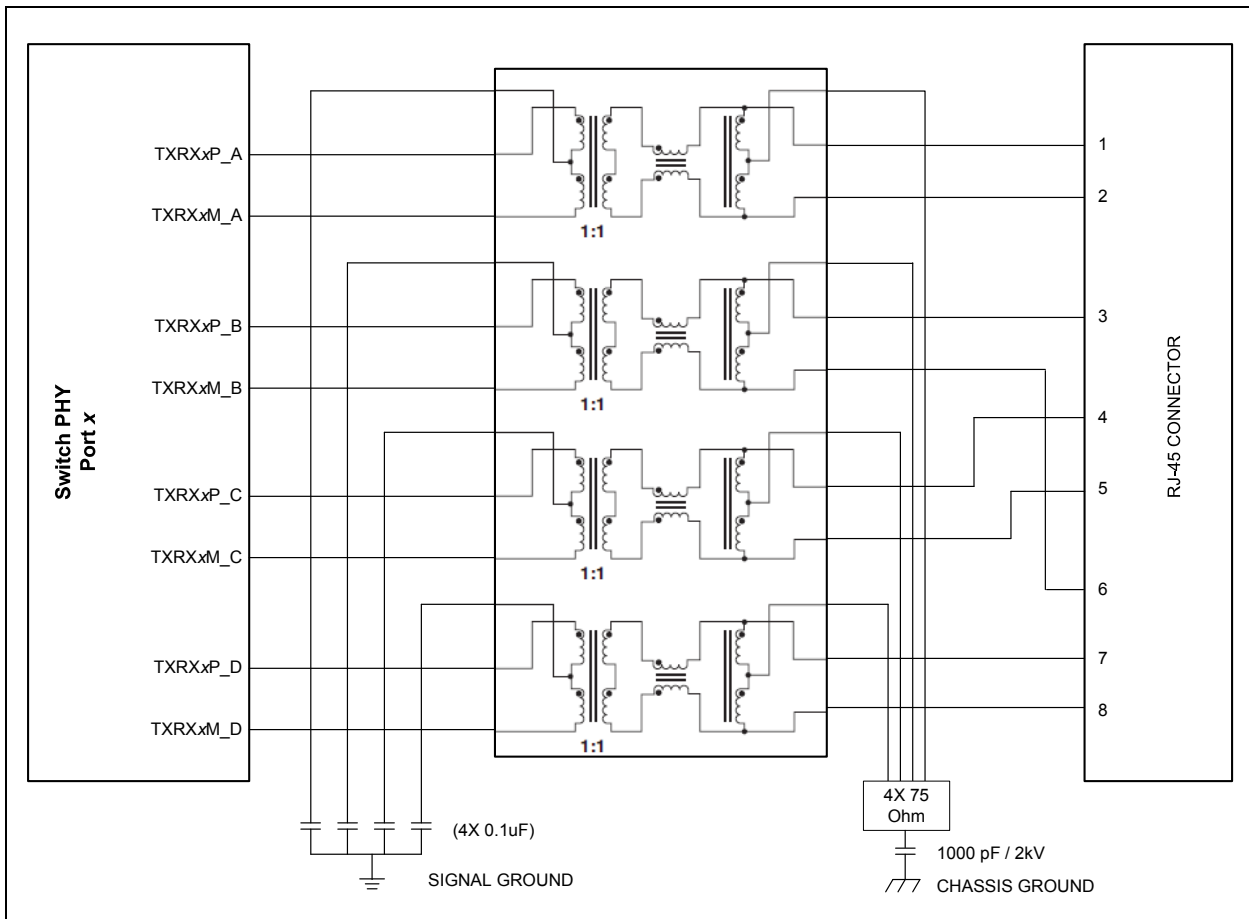 Switch PHY
Port x
TXRXxP_A
TXRXxM_A
TXRXxP_B
TXRXxM_B
TXRXxP_C
TXRXxM_C
TXRXxP_D
TXRXxM_D
1:1
1:1
1:1
1:1
1
2
3
4
5
6
7
8
RJ-45 CONNECTOR
(4X 0.1uF)
SIGNAL GROUND
4X 75
Ohm
1000 pF / 2kV
CHASSIS GROUND